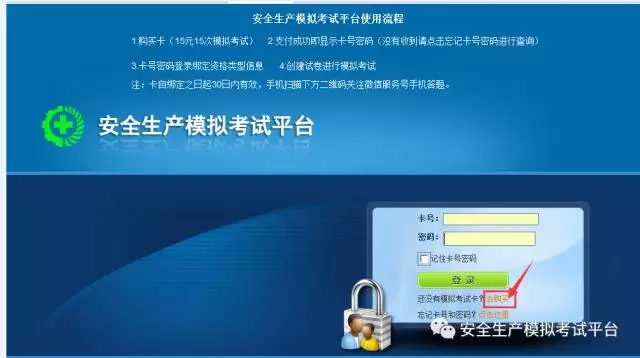 安全生产模拟考试平台使用流程
1.购买卡（15元15次模拟考试） 2.支付成功即显示卡号密码（没有收到请点击忘记卡号密码进行查询）
3.卡号密码登录绑定资格类型信息 4.创建试卷进行模拟考试
注：卡自绑定之日起30日内有效，手机扫描下方二维码关注微信服务号手机答题。
安全生产模拟考试平台
卡号：
密码：
记住卡号密码
登 录
还没有模拟考试卡？去购买
忘记卡号和密码？点击这里
安全生产模拟考试平台